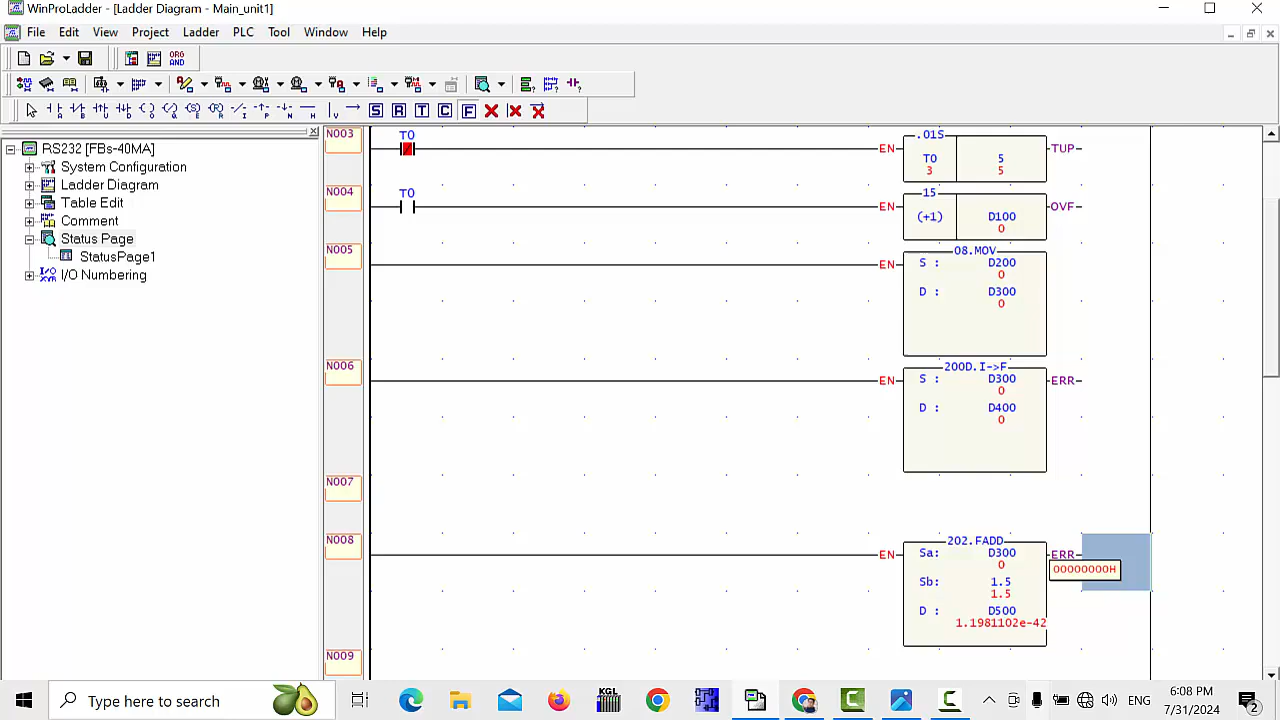 WinProLadder - [Ladder Diagram - Main_unit1]
File Edit View Project Ladder PLC Tool Window Help
ORG
AND
A B U D S T C F
RS232 [FBs-40MA]
System Configuration
Ladder Diagram
Table Edit
Comment
Status Page
StatusPage1
I/O Numbering
N003
T0
EN
.01S
T0 5
3 5
TUP
N004
T0
EN
15
(+1) D100
0
OVF
N005
EN
08.MOV
S : D200
0
D : D300
0
N006
EN
200D.I->F
S : D300
0
D : D400
0
ERR
N007
N008
EN
202.FADD
Sa: D300
0
Sb: 1.5
1.5
D : D500
1.1981102e-42
ERR
00000000H
N009
Type here to search
KGL
ENG
6:08 PM
7/31/2024
2